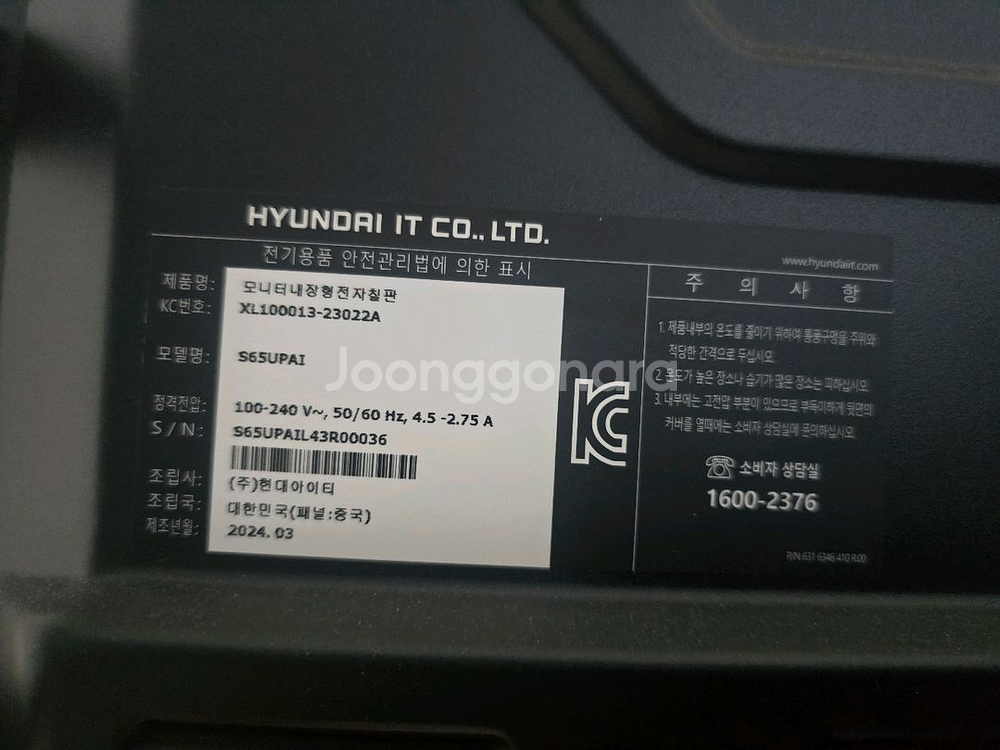 HYUNDAI IT CO., LTD.
www.hyundaiit.com
전기용품 안전관리법에 의한 표시
제품명: 모니터내장형전자칠판
KC번호: XL100013-23022A
모델명: S65UPAI
정격전압: 100-240 V~, 50/60 Hz, 4.5 -2.75 A
S / N: S65UPAIL43R00036
조립사: (주)현대아이티
조립국: 대한민국(패널:중국)
제조년월: 2024. 03
주 의 사 항
1. 제품내부의 온도를 줄이기 위하여 통풍구멍을 주위와
적당한 간격으로 두십시오.
2. 온도가 높은 장소나 습기가 많은 장소는 피하십시오.
3. 내부에는 고전압 부분이 있으므로 부득이하게 뒷면의
커버를 열때에는 소비자 상담실에 문의하십시오.
소비자 상담실
1600-2376
P/N 631 6346 410 R.00
KC
Joonggonara